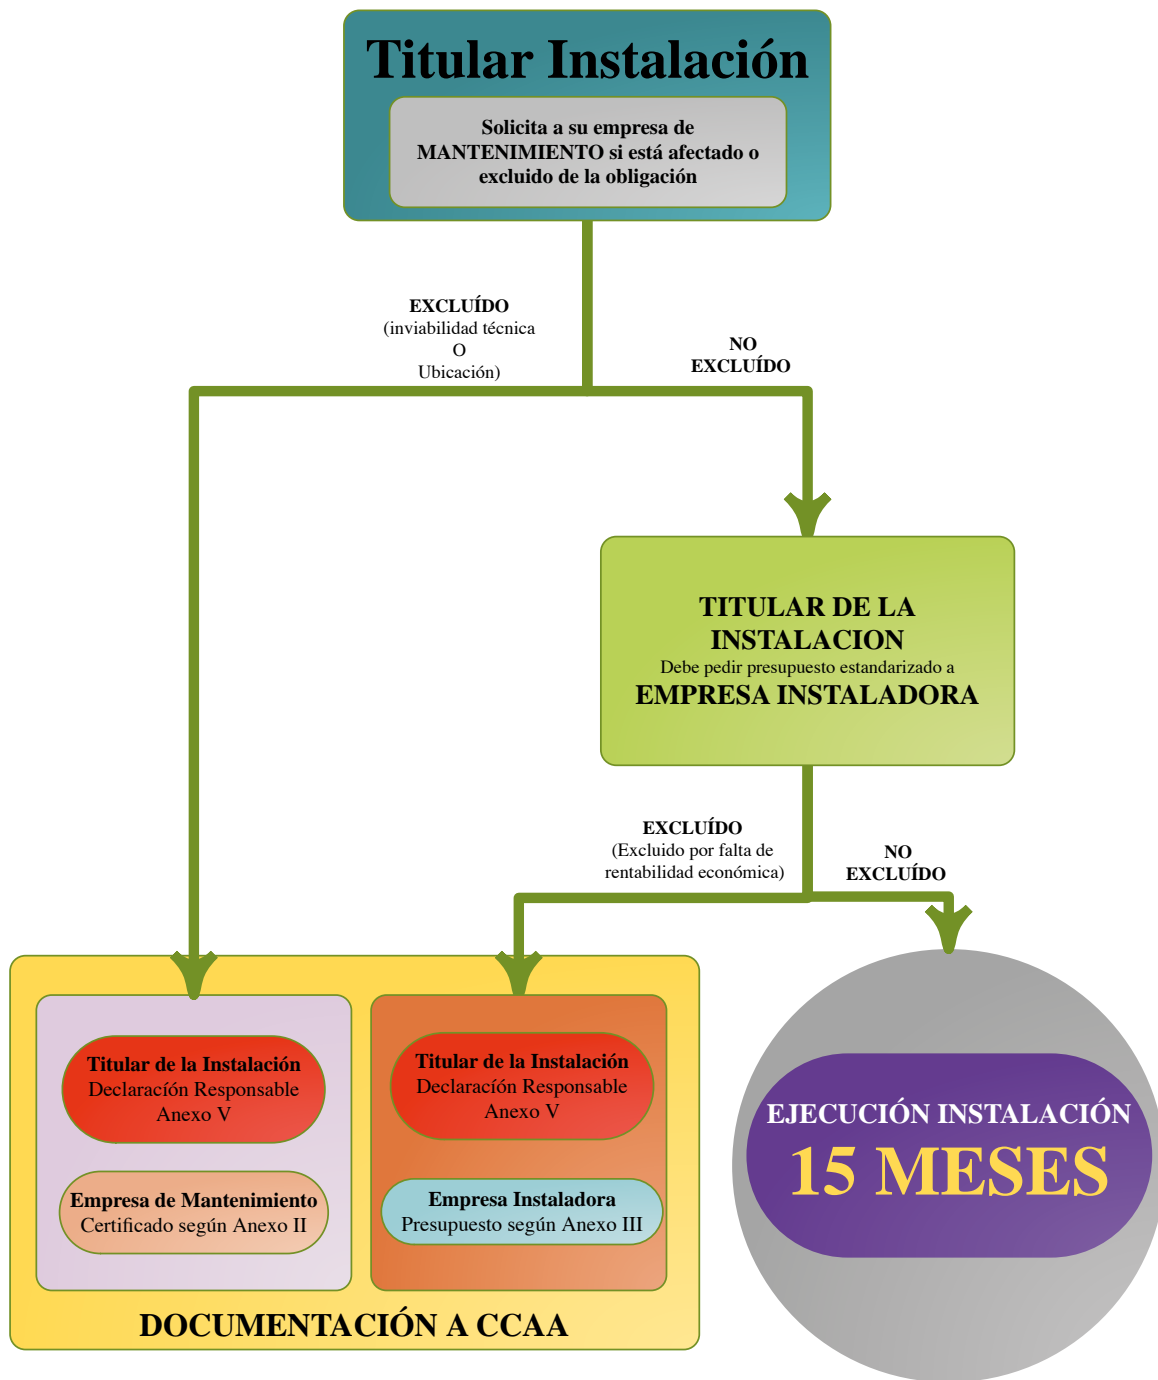 Titular Instalación
Solicita a su empresa de
MANTENIMIENTO si está afectado o
excluido de la obligación
EXCLUÍDO
(inviabilidad técnica
O
Ubicación)
NO
EXCLUÍDO
TITULAR DE LA
INSTALACION
Debe pedir presupuesto estandarizado a
EMPRESA INSTALADORA
EXCLUÍDO
(Excluido por falta de
rentabilidad económica)
NO
EXCLUÍDO
Titular de la Instalación
Declaracíón Responsable
Anexo V
Empresa de Mantenimiento
Certificado según Anexo II
Titular de la Instalación
Declaracíón Responsable
Anexo V
Empresa Instaladora
Presupuesto según Anexo III
DOCUMENTACIÓN A CCAA
EJECUCIÓN INSTALACIÓN
15 MESES